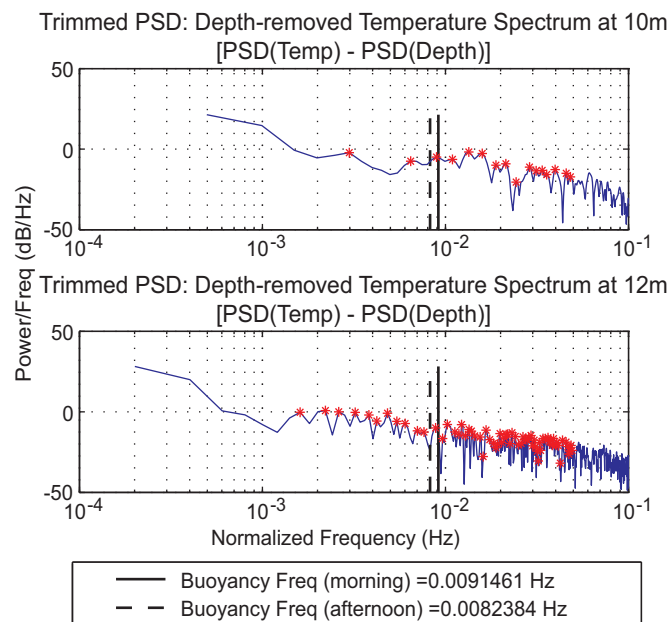 Trimmed PSD: Depth-removed Temperature Spectrum at 10m
[PSD(Temp) - PSD(Depth)]
50
0
-50
10-4
10-3
10-2
10-1
Trimmed PSD: Depth-removed Temperature Spectrum at 12m
[PSD(Temp) - PSD(Depth)]
Power/Freq (dB/Hz)
50
0
-50
10-4
10-3
10-2
10-1
Normalized Frequency (Hz)
Buoyancy Freq (morning) =0.0091461 Hz
Buoyancy Freq (afternoon) =0.0082384 Hz